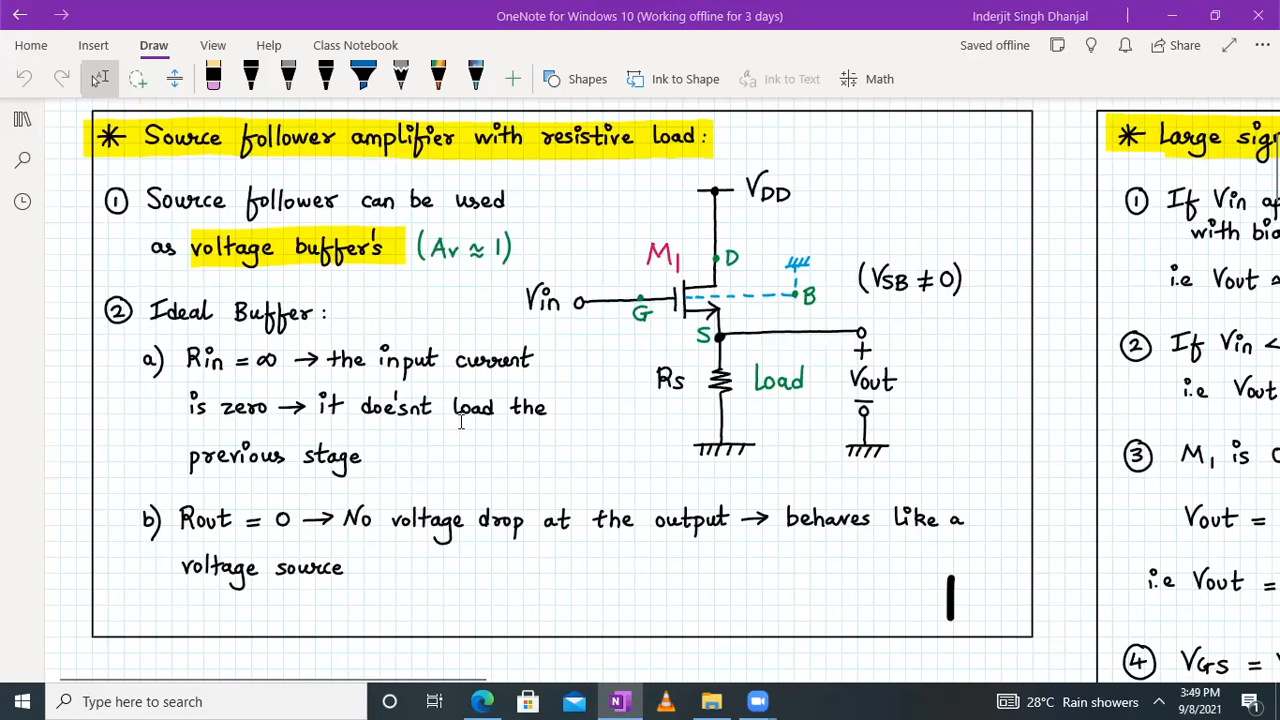 OneNote for Windows 10 (Working offline for 3 days)
Inderjit Singh Dhanjal
Home Insert Draw View Help Class Notebook
Saved offline Share
Shapes Ink to Shape Ink to Text Math
* Source follower amplifier with resistive load:
① Source follower can be used
as voltage buffer's (Av ≈ 1)
② Ideal Buffer:
a) Rin = ∞ → the input current
is zero → it doe'snt load the
previous stage
b) Rout = 0 → No voltage drop at the output → behaves like a
voltage source
VDD
M1 D
Vin G B (VSB ≠ 0)
S
+
Rs Load Vout
–
1
* Large sig
① If Vin
with bia
i.e Vout
② If Vin <
i.e Vout
③ M1 is
Vout =
i.e Vout =
④ VGS =
Type here to search
28°C Rain showers
3:49 PM
9/8/2021